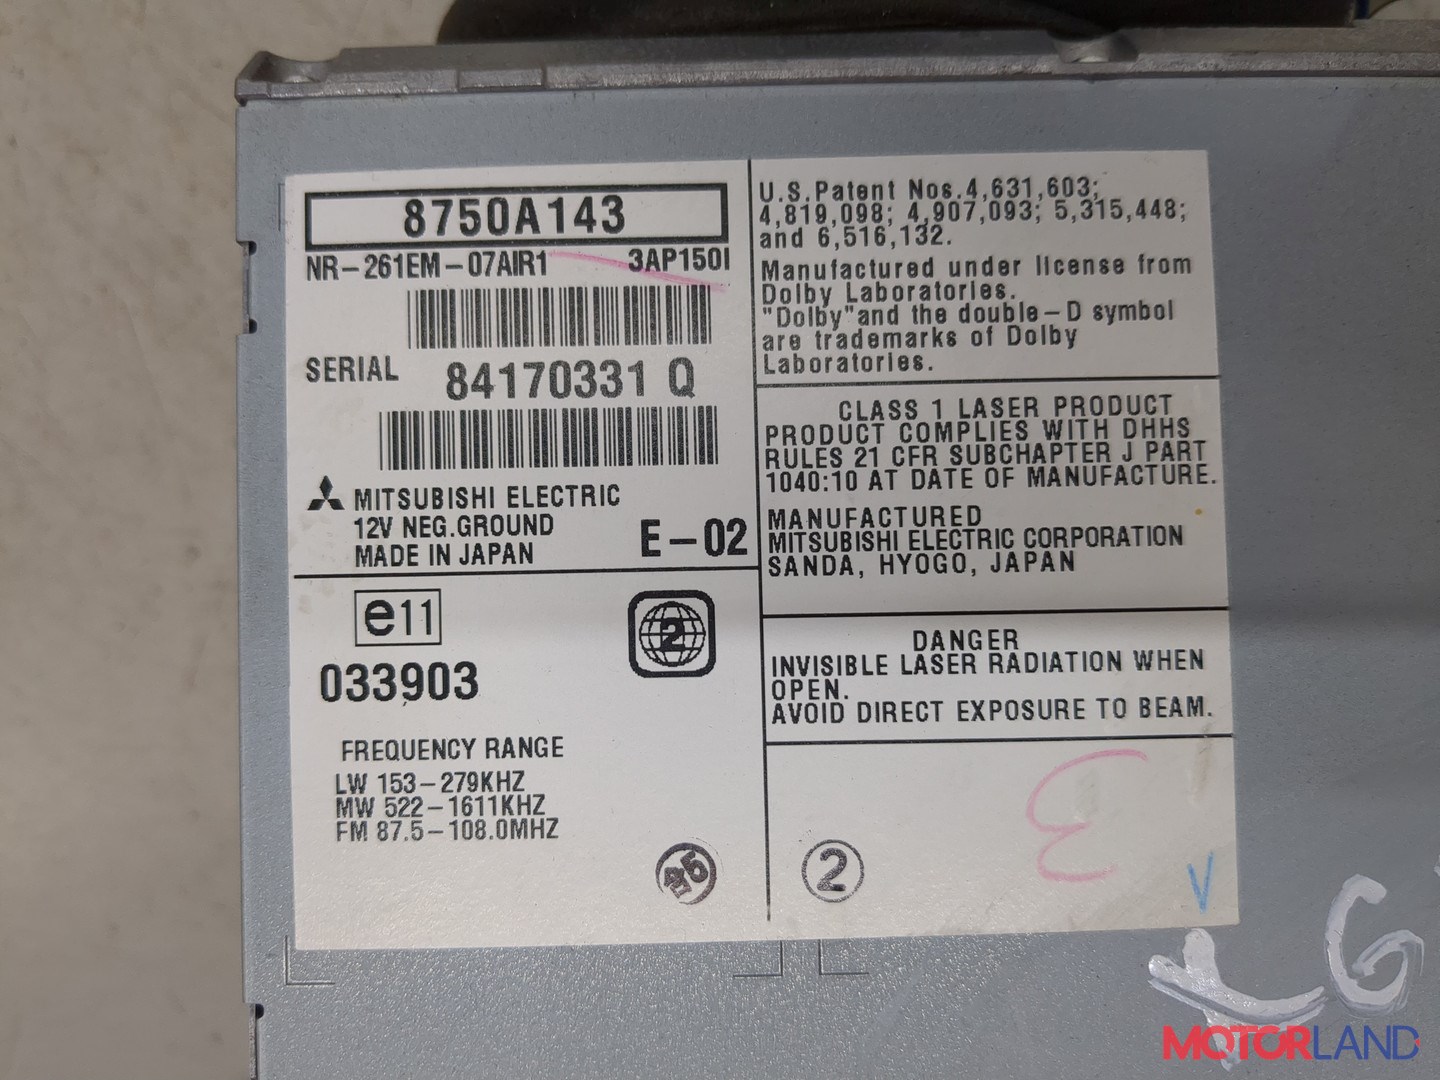 8750A143
NR-261EM-07AIR1 3AP150I
SERIAL 84170331 Q
MITSUBISHI ELECTRIC
12V NEG.GROUND
MADE IN JAPAN
E-02
e11
2
033903
FREQUENCY RANGE
LW 153-279KHZ
MW 522-1611KHZ
FM 87.5-108.0MHZ
U.S.Patent Nos.4,631,603;
4,819,098; 4,907,093; 5,315,448;
and 6,516,132.
Manufactured under license from
Dolby Laboratories.
"Dolby"and the double-D symbol
are trademarks of Dolby
Laboratories.
CLASS 1 LASER PRODUCT
PRODUCT COMPLIES WITH DHHS
RULES 21 CFR SUBCHAPTER J PART
1040:10 AT DATE OF MANUFACTURE.
MANUFACTURED
MITSUBISHI ELECTRIC CORPORATION
SANDA, HYOGO, JAPAN
DANGER
INVISIBLE LASER RADIATION WHEN
OPEN.
AVOID DIRECT EXPOSURE TO BEAM.
2
3
V
MOTORLAND